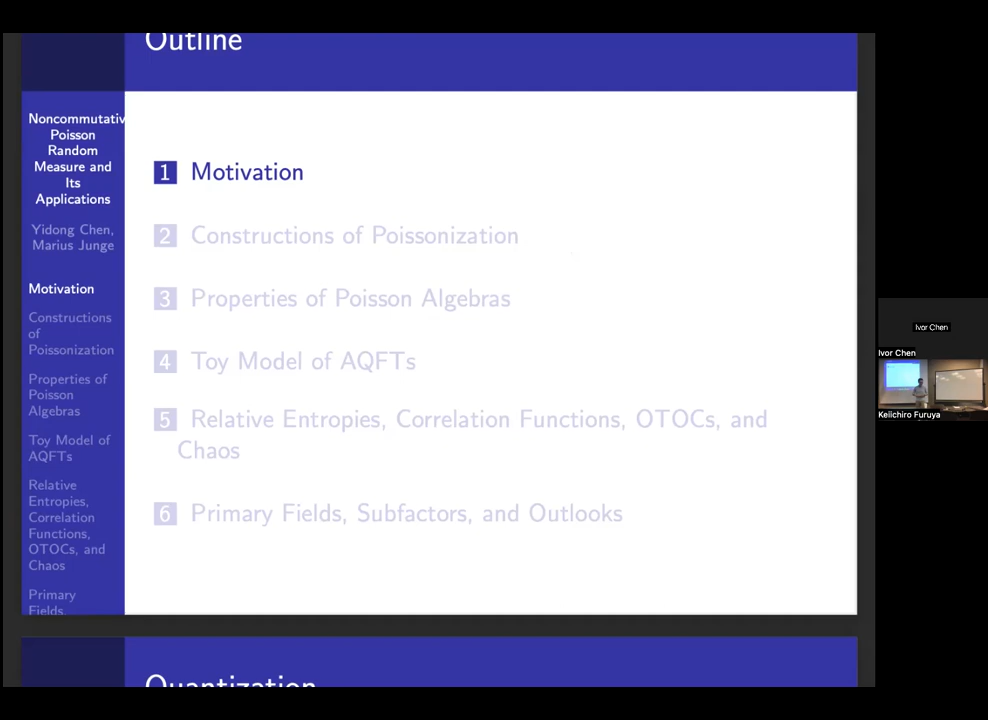 Outline
Noncommutativ
Poisson
Random
Measure and
Its
Applications
Yidong Chen,
Marius Junge
Motivation
Constructions
of
Poissonization
Properties of
Poisson
Algebras
Toy Model of
AQFTs
Relative
Entropies,
Correlation
Functions,
OTOCs, and
Chaos
Primary
Fields,
1 Motivation
2 Constructions of Poissonization
3 Properties of Poisson Algebras
4 Toy Model of AQFTs
5 Relative Entropies, Correlation Functions, OTOCs, and
Chaos
6 Primary Fields, Subfactors, and Outlooks
Quantization
Ivor Chen
Ivor Chen
Keiichiro Furuya